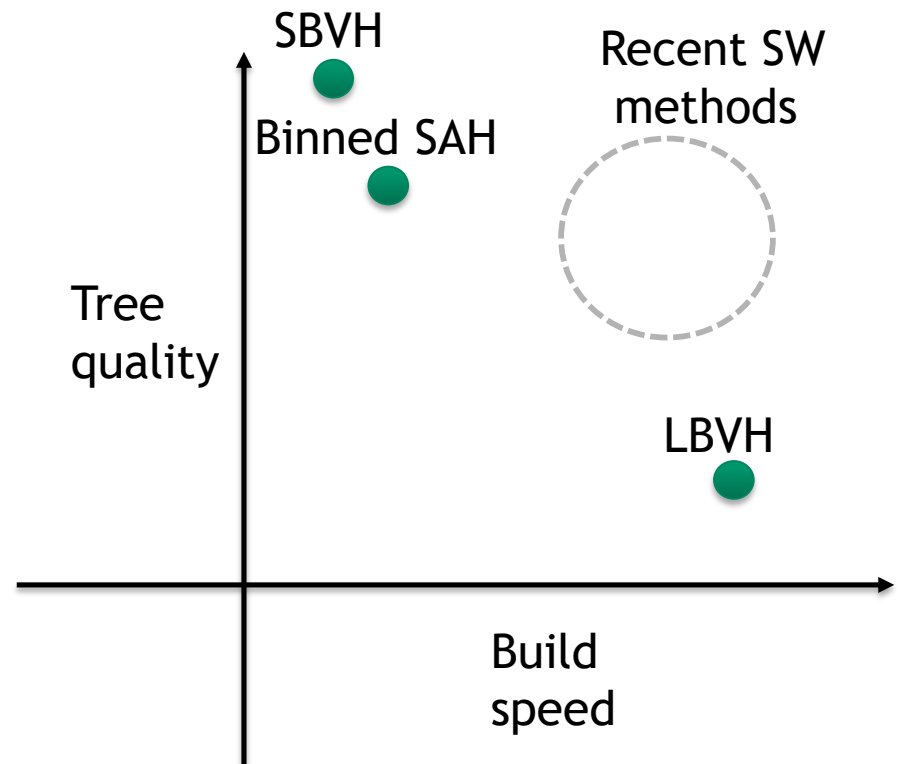 SBVH
Recent SW
methods
Binned SAH
Tree
quality
LBVH
Build
speed